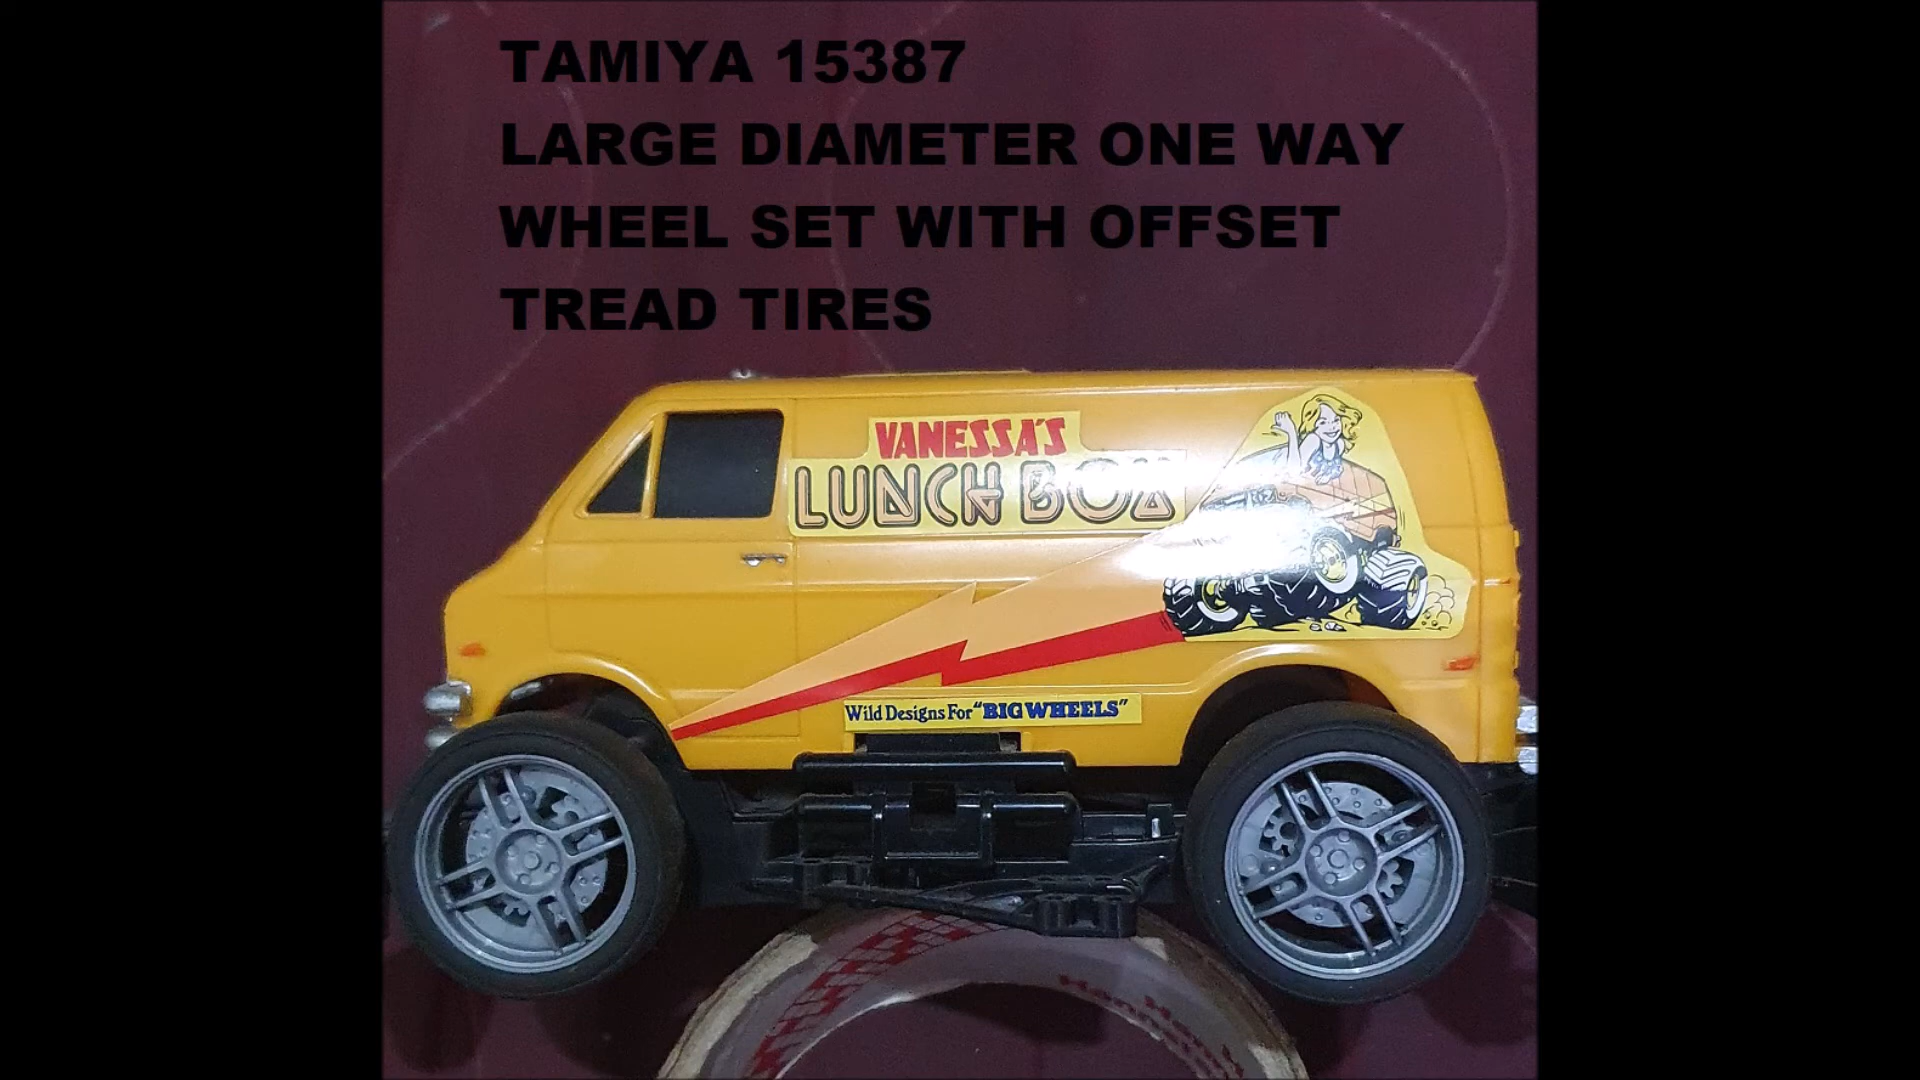 TAMIYA 15387
LARGE DIAMETER ONE WAY
WHEEL SET WITH OFFSET
TREAD TIRES
VANESSA'S
LUNCH BOX
Wild Designs For "BIG WHEELS"